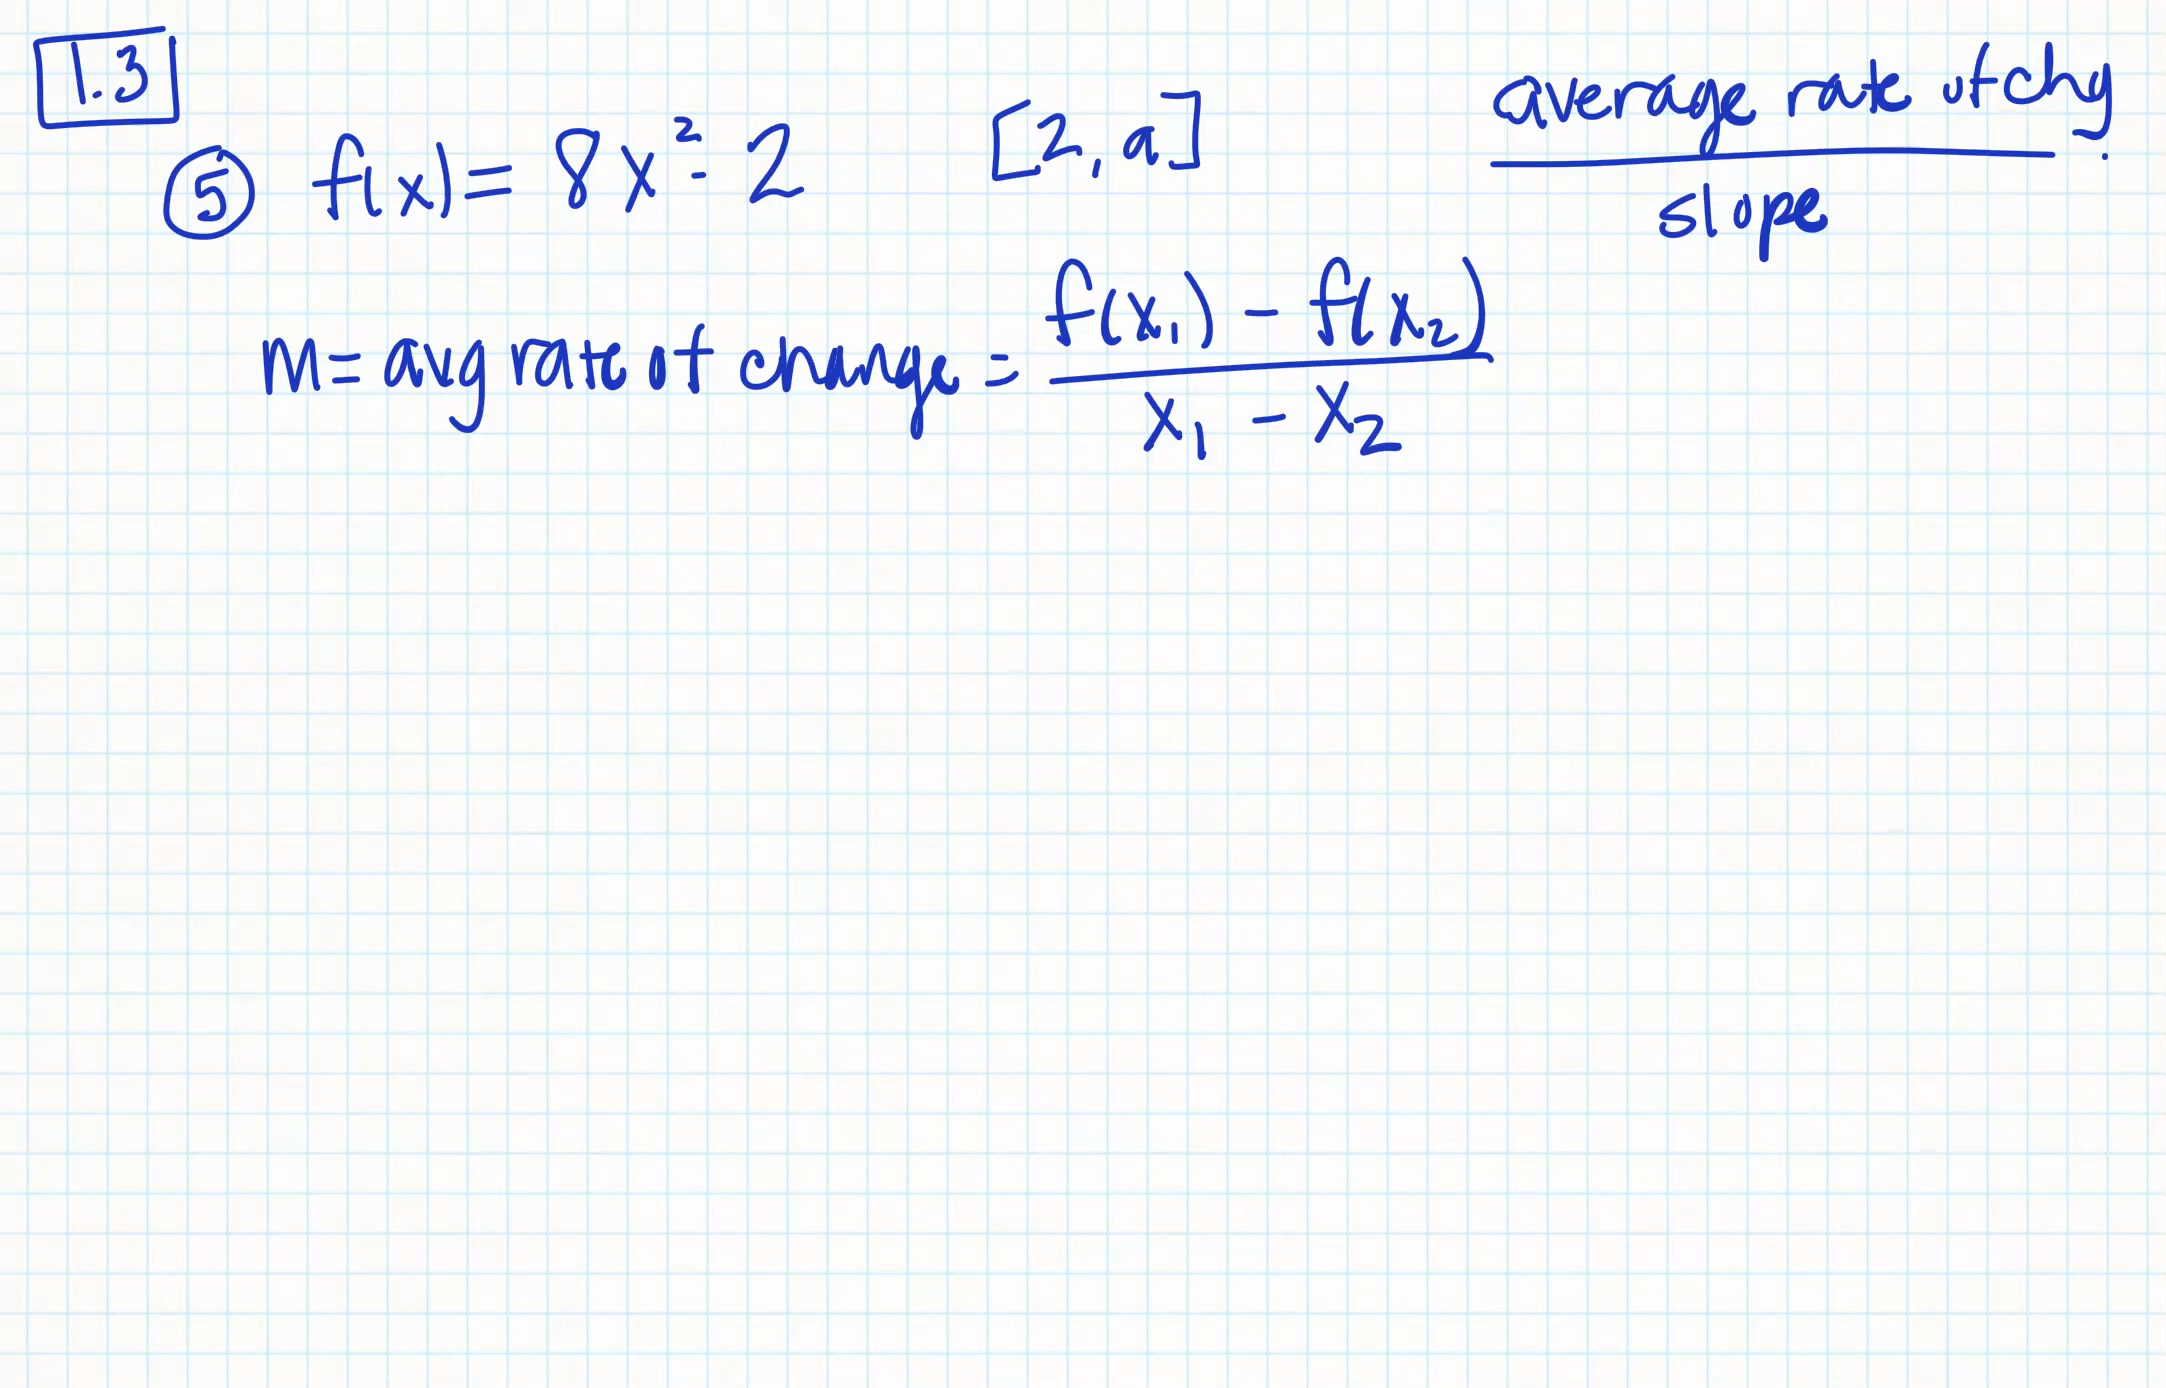 1.3
⑤ f(x) = 8x² - 2 [2, a] average rate of chg.
slope
m = avg rate of change = f(x₁) - f(x₂)
x₁ - x₂